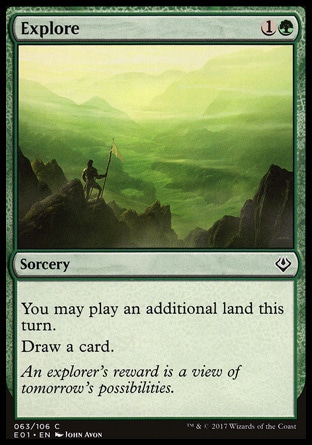 Explore 1
Sorcery
You may play an additional land this
turn.
Draw a card.
An explorer's reward is a view of
tomorrow's possibilities.
063/106 C
E01 • EN John Avon
™ & © 2017 Wizards of the Coast